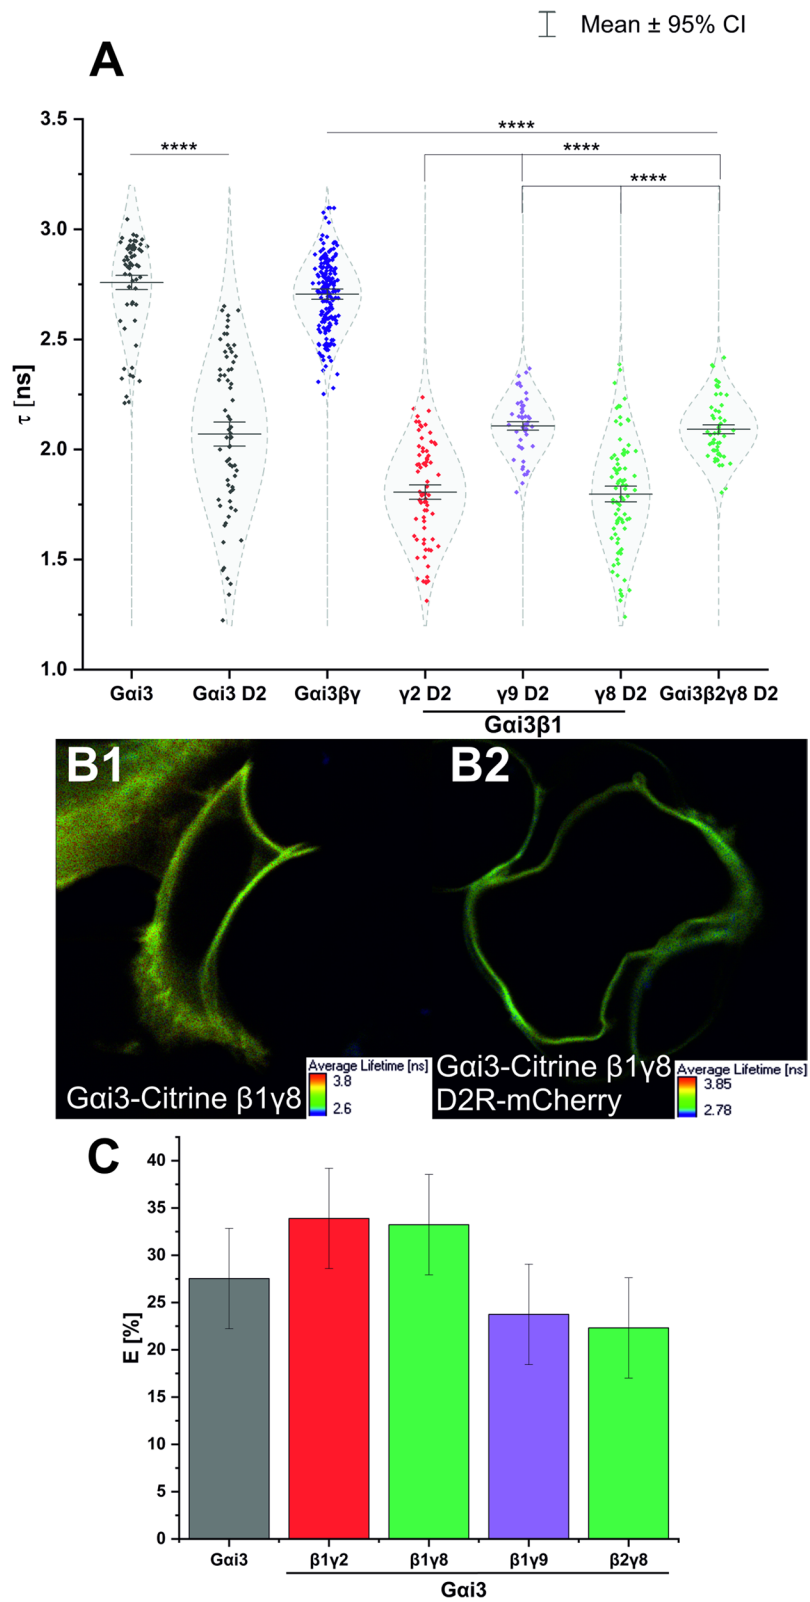 Mean ± 95% CI
A
****
****
****
****
3.5
3.0
2.5
2.0
1.5
1.0
τ [ns]
Gαi3
Gαi3 D2
Gαi3βγ
γ2 D2
γ9 D2
γ8 D2
Gαi3β2γ8 D2
Gαi3β1
B1
B2
Gαi3-Citrine β1γ8
Average Lifetime [ns]
3.8
2.6
Gαi3-Citrine β1γ8
D2R-mCherry
Average Lifetime [ns]
3.85
2.78
C
40
35
30
25
20
15
10
5
0
E [%]
Gαi3
β1γ2
β1γ8
β1γ9
β2γ8
Gαi3